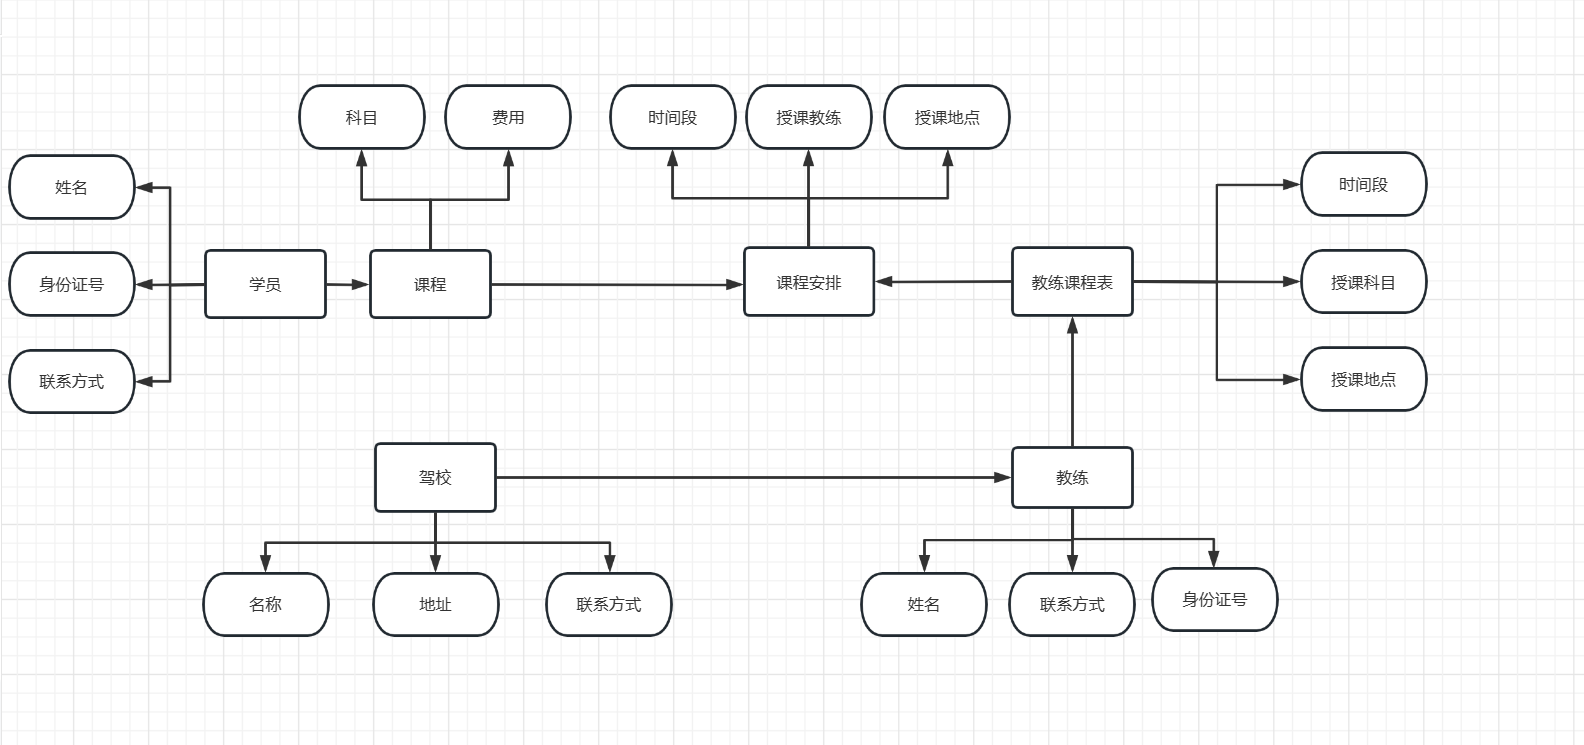 科目
费用
时间段
授课教练
授课地点
姓名
身份证号
联系方式
学员
课程
课程安排
教练课程表
时间段
授课科目
授课地点
驾校
教练
名称
地址
联系方式
姓名
联系方式
身份证号